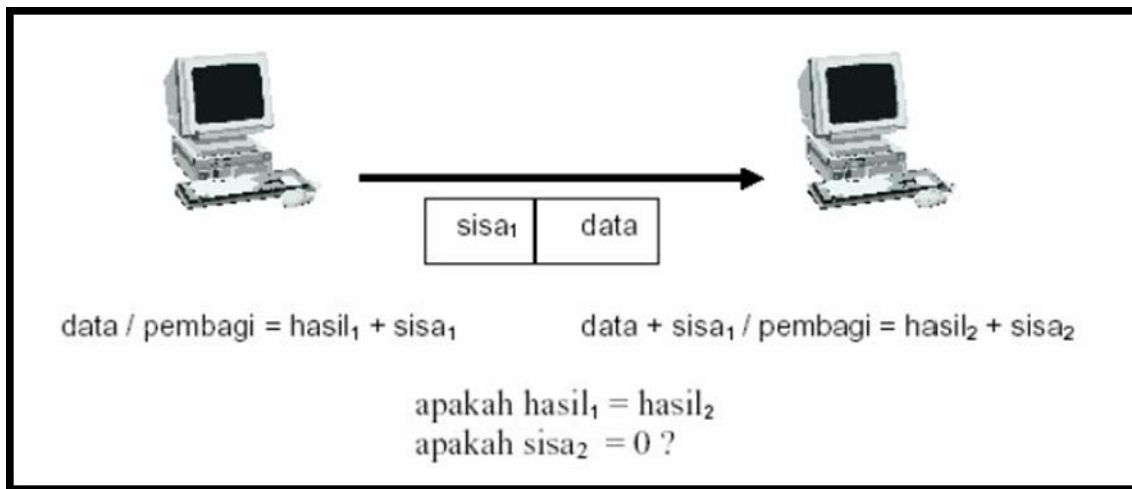 sisa₁ data
data / pembagi = hasil₁ + sisa₁
data + sisa₁ / pembagi = hasil₂ + sisa₂
apakah hasil₁ = hasil₂
apakah sisa₂ = 0 ?